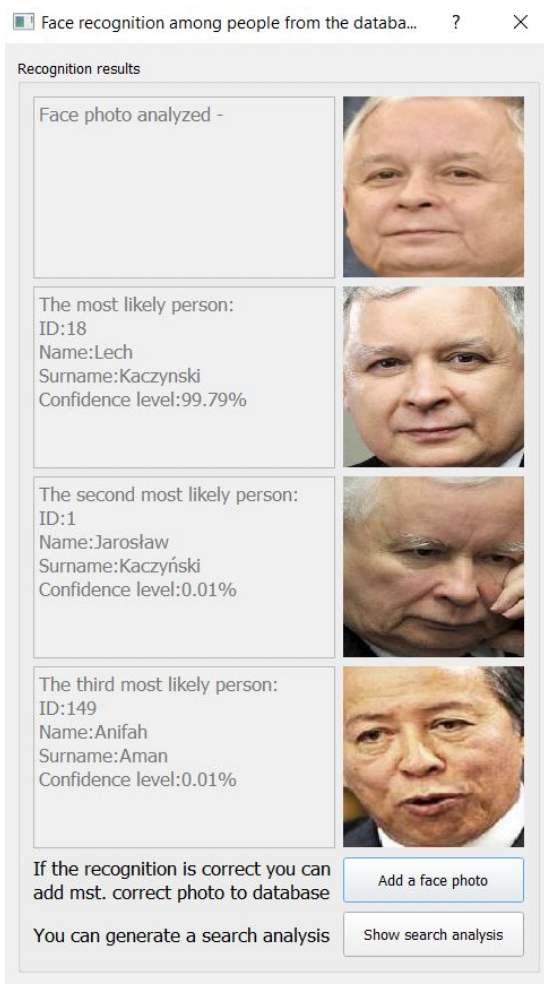 Face recognition among people from the databa...
?
Recognition results
Face photo analyzed -
The most likely person:
ID:18
Name:Lech
Surname:Kaczynski
Confidence level:99.79%
The second most likely person:
ID:1
Name:Jarosław
Surname:Kaczyński
Confidence level:0.01%
The third most likely person:
ID:149
Name:Anifah
Surname:Aman
Confidence level:0.01%
If the recognition is correct you can
add mst. correct photo to database
Add a face photo
You can generate a search analysis
Show search analysis